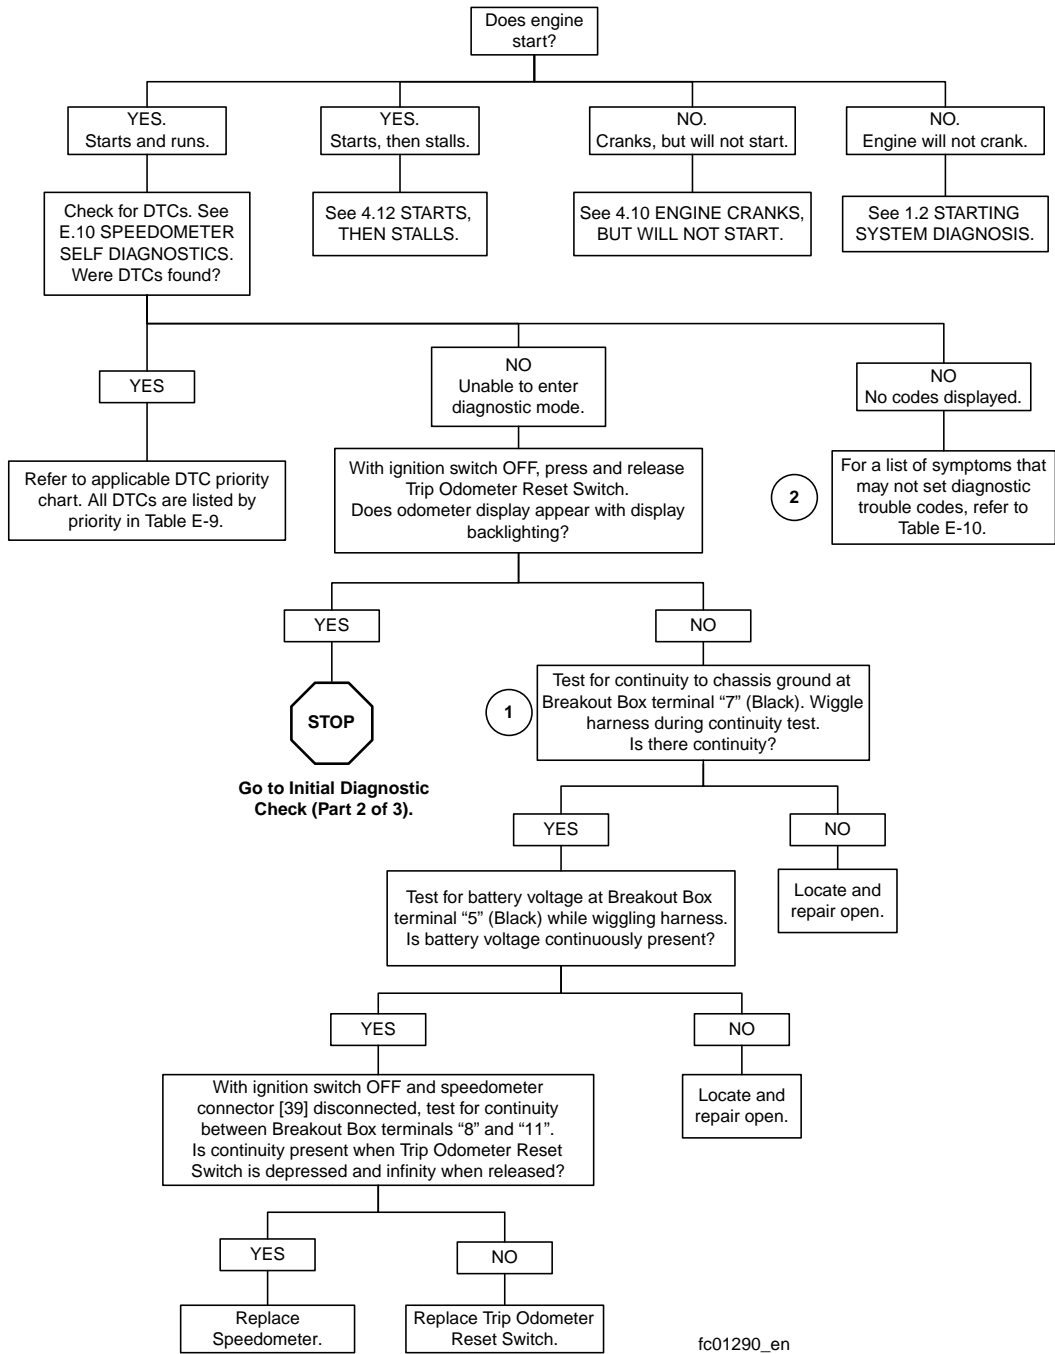 Does engine
start?
YES.
Starts and runs.
YES.
Starts, then stalls.
NO.
Cranks, but will not start.
NO.
Engine will not crank.
Check for DTCs. See
E.10 SPEEDOMETER
SELF DIAGNOSTICS.
Were DTCs found?
See 4.12 STARTS,
THEN STALLS.
See 4.10 ENGINE CRANKS,
BUT WILL NOT START.
See 1.2 STARTING
SYSTEM DIAGNOSIS.
YES
NO
Unable to enter
diagnostic mode.
NO
No codes displayed.
Refer to applicable DTC priority
chart. All DTCs are listed by
priority in Table E-9.
With ignition switch OFF, press and release
Trip Odometer Reset Switch.
Does odometer display appear with display
backlighting?
2
For a list of symptoms that
may not set diagnostic
trouble codes, refer to
Table E-10.
YES
NO
STOP
Go to Initial Diagnostic
Check (Part 2 of 3).
1
Test for continuity to chassis ground at
Breakout Box terminal “7” (Black). Wiggle
harness during continuity test.
Is there continuity?
YES
NO
Test for battery voltage at Breakout Box
terminal “5” (Black) while wiggling harness.
Is battery voltage continuously present?
Locate and
repair open.
YES
NO
With ignition switch OFF and speedometer
connector [39] disconnected, test for continuity
between Breakout Box terminals “8” and “11”.
Is continuity present when Trip Odometer Reset
Switch is depressed and infinity when released?
Locate and
repair open.
YES
NO
Replace
Speedometer.
Replace Trip Odometer
Reset Switch.
fc01290_en